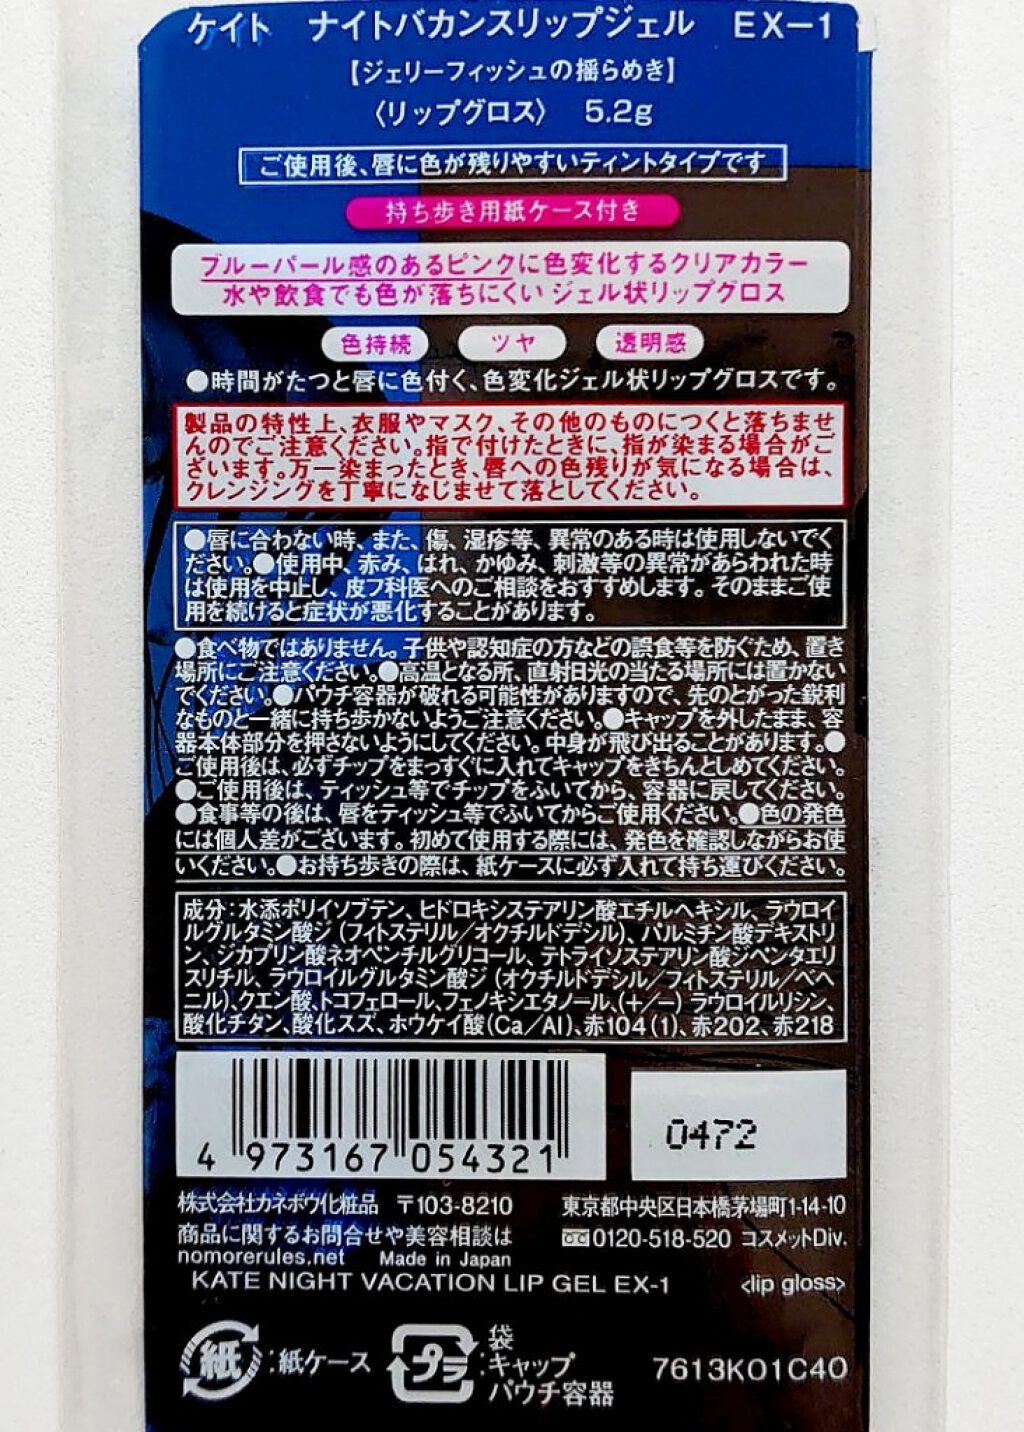 ケイト ナイトバカンスリップジェル EX−1
【ジェリーフィッシュの揺らめき】
〈リップグロス〉 5.2g
ご使用後、唇に色が残りやすいティントタイプです
持ち歩き用紙ケース付き
ブルーパール感のあるピンクに色変化するクリアカラー
水や飲食でも色が落ちにくい ジェル状リップグロス
色持続 ツヤ 透明感
●時間がたつと唇に色付く、色変化ジェル状リップグロスです。
製品の特性上、衣服やマスク、その他のものにつくと落ちませ
んのでご注意ください。指で付けたときに、指が染まる場合がご
ざいます。万一染まったとき、唇への色残りが気になる場合は、
クレンジングを丁寧になじませて落としてください。
●唇に合わない時、また、傷、湿疹等、異常のある時は使用しないでく
ださい。●使用中、赤み、はれ、かゆみ、刺激等の異常があらわれた時
は使用を中止し、皮フ科医へのご相談をおすすめします。そのままご使
用を続けると症状が悪化することがあります。
●食べ物ではありません。子供や認知症の方などの誤食等を防ぐため、置き
場所にご注意ください。●高温となる所、直射日光の当たる場所には置かない
でください。●パウチ容器が破れる可能性がありますので、先のとがった鋭利
なものと一緒に持ち歩かないようご注意ください。●キャップを外したまま、容
器本体部分を押さないようにしてください。中身が飛び出ることがあります。●
ご使用後は、必ずチップをまっすぐに入れてキャップをきちんとしめてください。
●ご使用後は、ティッシュ等でチップをふいてから、容器に戻してください。
●食事等の後は、唇をティッシュ等でふいてからご使用ください。●色の発色
には個人差がございます。初めて使用する際には、発色を確認しながらお使
いください。●お持ち歩きの際は、紙ケースに必ず入れて持ち運びください。
成分：水添ポリイソブテン、ヒドロキシステアリン酸エチルヘキシル、ラウロイ
ルグルタミン酸ジ（フィトステリル／オクチルドデシル）、パルミチン酸デキストリ
ン、ジカプリン酸ネオペンチルグリコール、テトライソステアリン酸ジペンタエリ
スリチル、ラウロイルグルタミン酸ジ（オクチルドデシル／フィトステリル／ベヘ
ニル）、クエン酸、トコフェロール、フェノキシエタノール、(＋/−) ラウロイルリシン、
酸化チタン、酸化スズ、ホウケイ酸(Ca／Al)、赤104(1)、赤202、赤218
4 973167 054321
0472
株式会社カネボウ化粧品 〒103-8210 東京都中央区日本橋茅場町1-14-10
商品に関するお問合せや美容相談は 0120-518-520 コスメットDiv.
nomorerules.net Made in Japan
KATE NIGHT VACATION LIP GEL EX-1 <lip gloss>
紙:紙ケース プラ:袋
キャップ
パウチ容器
7613K01C40